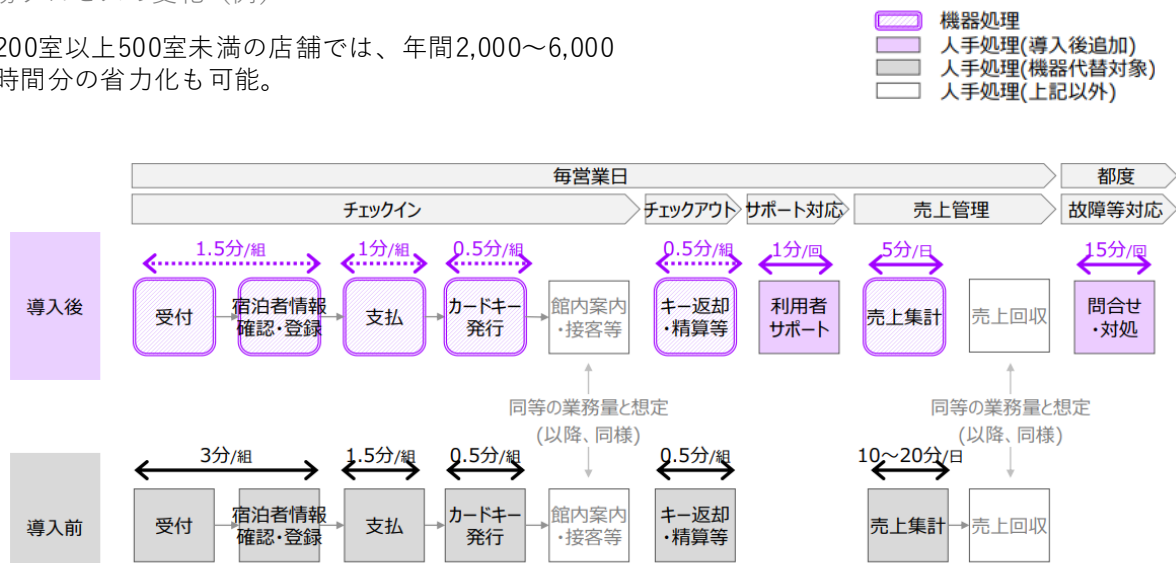 200室以上500室未満の店舗では、年間2,000～6,000
時間分の省力化も可能。
機器処理
人手処理(導入後追加)
人手処理(機器代替対象)
人手処理(上記以外)
毎営業日
都度
チェックイン
チェックアウト
サポート対応
売上管理
故障等対応
導入後
1.5分/組
1分/組
0.5分/組
0.5分/組
1分/回
5分/日
15分/回
受付
宿泊者情報
確認・登録
支払
カードキー
発行
館内案内
・接客等
キー返却
・精算等
利用者
サポート
売上集計
売上回収
問合せ
・対処
同等の業務量と想定
(以降、同様)
同等の業務量と想定
(以降、同様)
導入前
3分/組
1.5分/組
0.5分/組
0.5分/組
10～20分/日
受付
宿泊者情報
確認・登録
支払
カードキー
発行
館内案内
・接客等
キー返却
・精算等
売上集計
売上回収